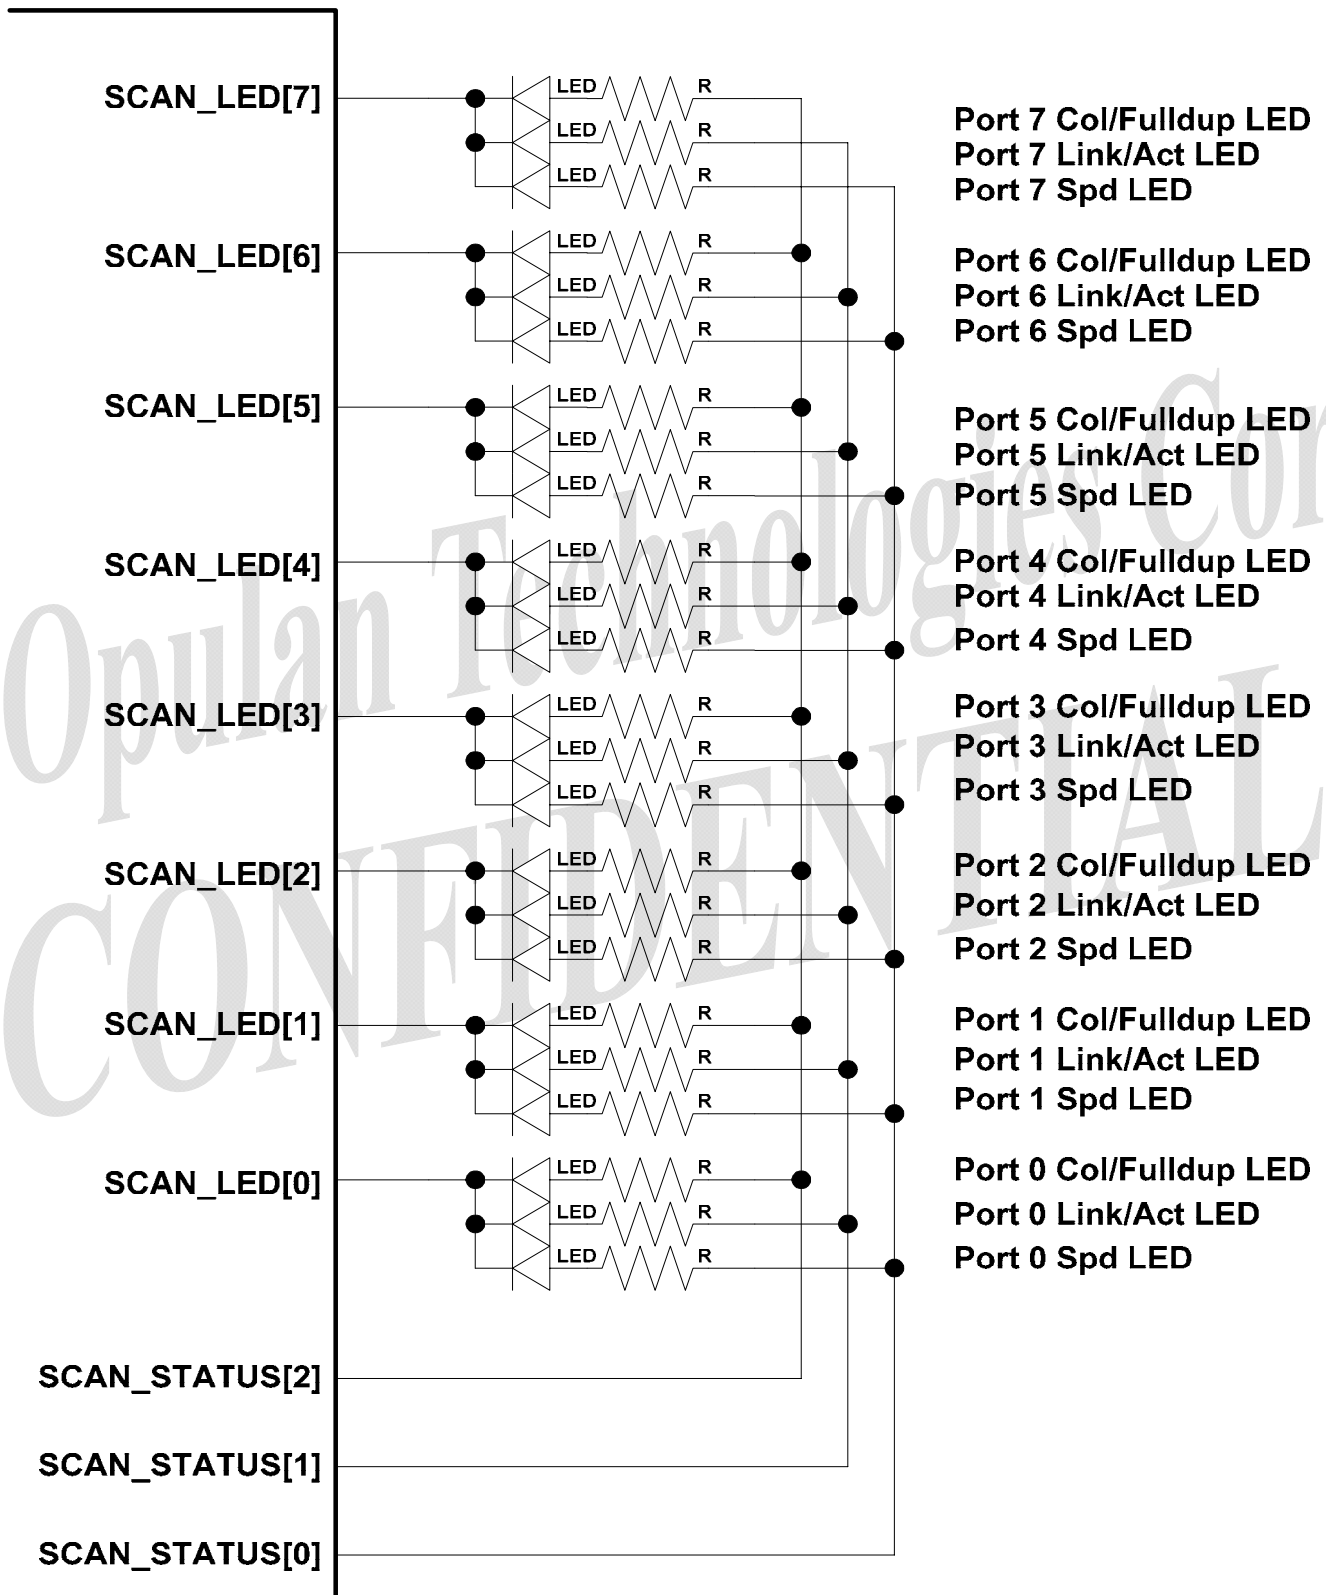 SCAN_LED[7]
LED R
LED R
LED R
Port 7 Col/Fulldup LED
Port 7 Link/Act LED
Port 7 Spd LED
SCAN_LED[6]
LED R
LED R
LED R
Port 6 Col/Fulldup LED
Port 6 Link/Act LED
Port 6 Spd LED
SCAN_LED[5]
LED R
LED R
LED R
Port 5 Col/Fulldup LED
Port 5 Link/Act LED
Port 5 Spd LED
SCAN_LED[4]
LED R
LED R
LED R
Port 4 Col/Fulldup LED
Port 4 Link/Act LED
Port 4 Spd LED
SCAN_LED[3]
LED R
LED R
LED R
Port 3 Col/Fulldup LED
Port 3 Link/Act LED
Port 3 Spd LED
SCAN_LED[2]
LED R
LED R
LED R
Port 2 Col/Fulldup LED
Port 2 Link/Act LED
Port 2 Spd LED
SCAN_LED[1]
LED R
LED R
LED R
Port 1 Col/Fulldup LED
Port 1 Link/Act LED
Port 1 Spd LED
SCAN_LED[0]
LED R
LED R
LED R
Port 0 Col/Fulldup LED
Port 0 Link/Act LED
Port 0 Spd LED
SCAN_STATUS[2]
SCAN_STATUS[1]
SCAN_STATUS[0]
Opulan Technologies
CONFIDENTIAL